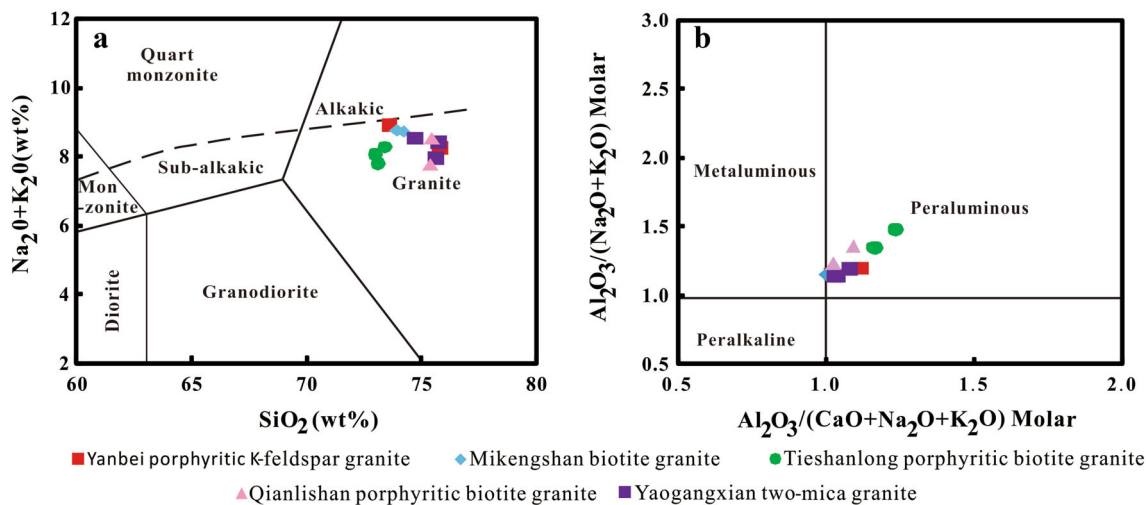 a
12
10
8
6
4
2
Na2O+K2O(wt%)
Quart
monzonite
Alkakic
Sub-alkakic
Mon
-zonite
Granite
Diorite
Granodiorite
60
65
70
75
80
SiO2(wt%)
b
3.0
2.5
2.0
1.5
1.0
0.5
Al2O3/(Na2O+K2O) Molar
Metaluminous
Peraluminous
Peralkaline
0.5
1.0
1.5
2.0
Al2O3/(CaO+Na2O+K2O) Molar
Yanbei porphyritic K-feldspar granite
Mikengshan biotite granite
Tieshanlong porphyritic biotite granite
Qianlishan porphyritic biotite granite
Yaogangxian two-mica granite